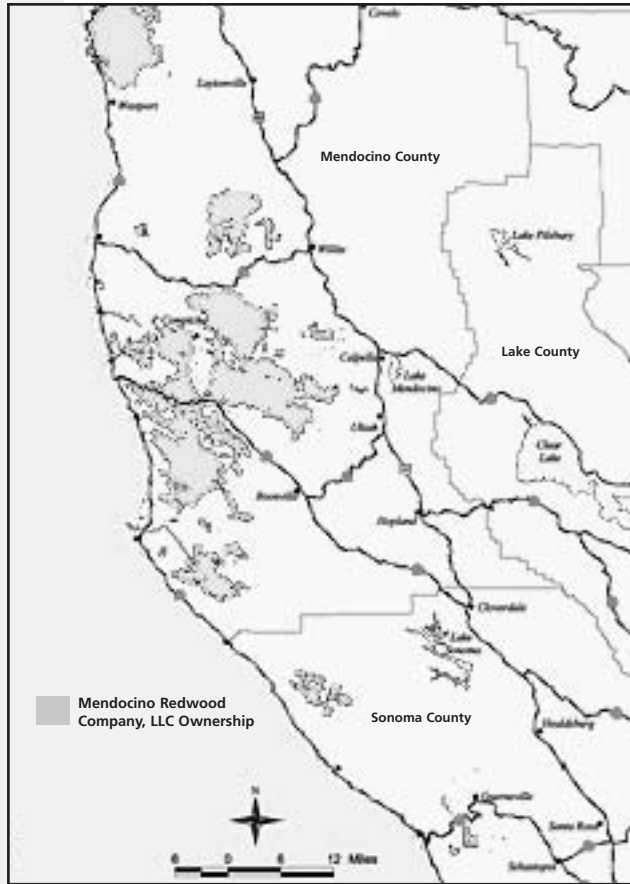 Covelo
Laytonville
Westport
Mendocino County
Lake Pillsbury
Willits
Comptche
Lake County
Calpella
Lake
Mendocino
Ukiah
Clear
Lake
Boonville
Hopland
Cloverdale
Lake
Sonoma
Mendocino Redwood
Company, LLC Ownership
Sonoma County
Healdsburg
N
Guerneville
Santa Rosa
Sebastopol
6 0 6 12 Miles